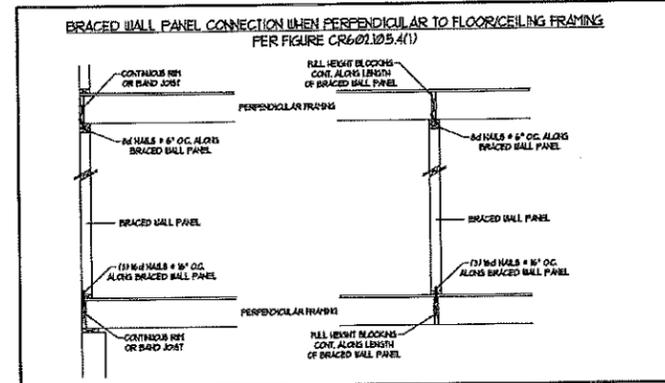 BRACED WALL PANEL CONNECTION WHEN PERPENDICULAR TO FLOOR/CEILING FRAMING
PER FIGURE CR602.10.5.4(1)
CONTINUOUS RIM
OR BAND JOIST
PERPENDICULAR FRAMING
FULL HEIGHT BLOCKING
CONT. ALONG LENGTH
OF BRACED WALL PANEL
8d NAILS @ 6" O.C. ALONG
BRACED WALL PANEL
8d NAILS @ 6" O.C. ALONG
BRACED WALL PANEL
BRACED WALL PANEL
BRACED WALL PANEL
(3) 16d NAILS @ 16" O.C.
ALONG BRACED WALL PANEL
(3) 16d NAILS @ 16" O.C.
ALONG BRACED WALL PANEL
PERPENDICULAR FRAMING
CONTINUOUS RIM
OR BAND JOIST
FULL HEIGHT BLOCKING
CONT. ALONG LENGTH
OF BRACED WALL PANEL